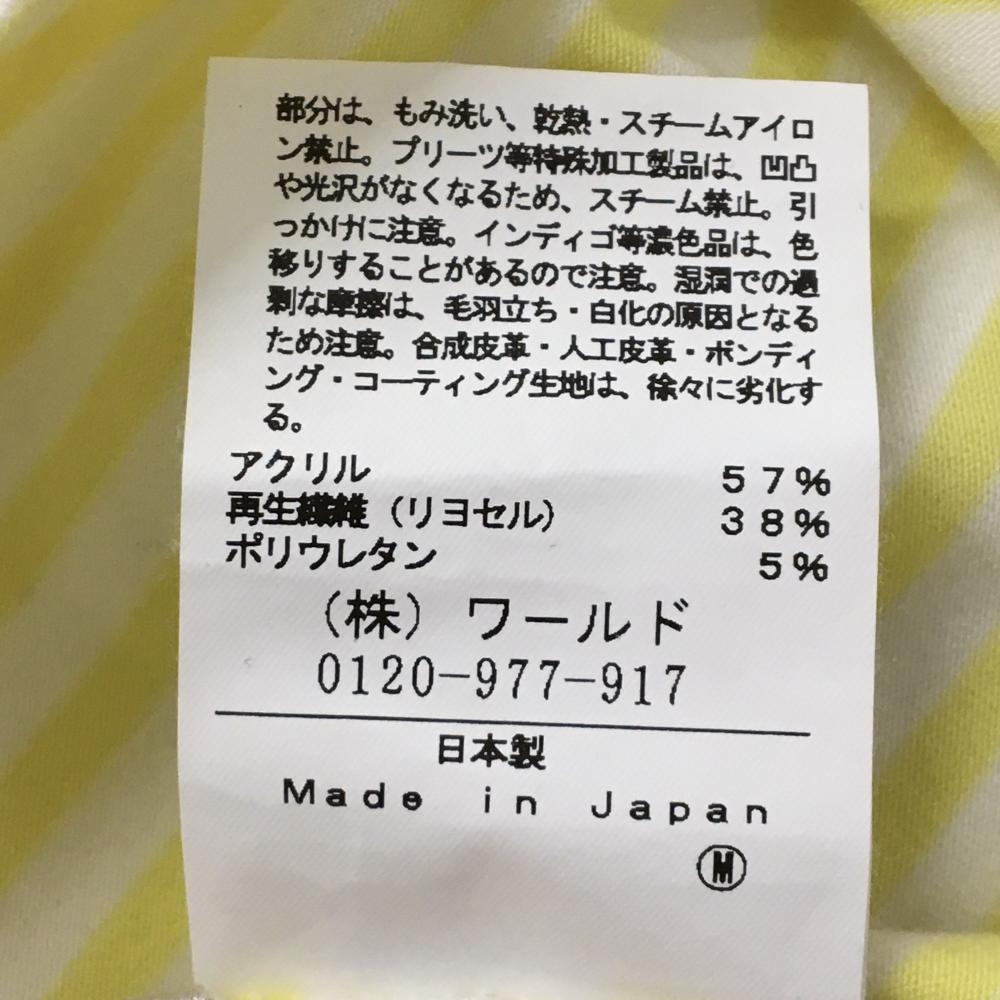 部分は、もみ洗い、乾熱・スチームアイロ
ン禁止。プリーツ等特殊加工製品は、凹凸
や光沢がなくなるため、スチーム禁止。引
っかけに注意。インディゴ等濃色品は、色
移りすることがあるので注意。湿潤での過
剰な摩擦は、毛羽立ち・白化の原因となる
ため注意。合成皮革・人工皮革・ボンディ
ング・コーティング生地は、徐々に劣化す
る。
アクリル 57%
再生繊維（リヨセル） 38%
ポリウレタン 5%
（株）ワールド
0120-977-917
日本製
Made in Japan
Ⓜ